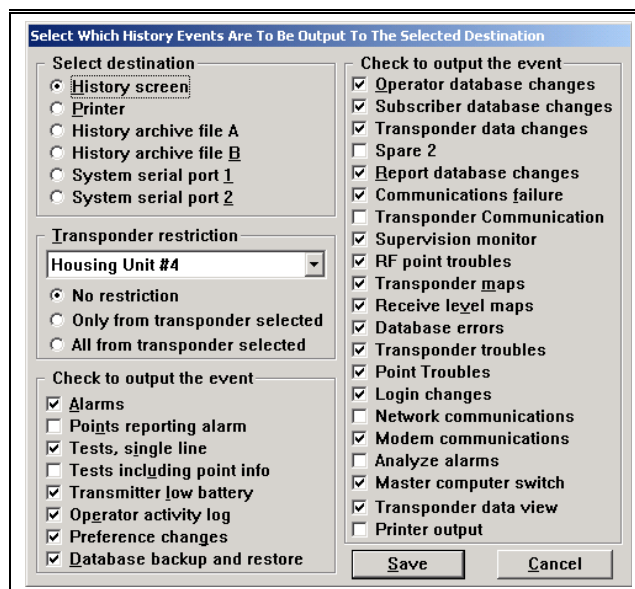 Select Which History Events Are To Be Output To The Selected Destination
Select destination
History screen
Printer
History archive file A
History archive file B
System serial port 1
System serial port 2
Transponder restriction
Housing Unit #4
No restriction
Only from transponder selected
All from transponder selected
Check to output the event
Alarms
Points reporting alarm
Tests, single line
Tests including point info
Transmitter low battery
Operator activity log
Preference changes
Database backup and restore
Check to output the event
Operator database changes
Subscriber database changes
Transponder data changes
Spare 2
Report database changes
Communications failure
Transponder Communication
Supervision monitor
RF point troubles
Transponder maps
Receive level maps
Database errors
Transponder troubles
Point Troubles
Login changes
Network communications
Modem communications
Analyze alarms
Master computer switch
Transponder data view
Printer output
Save
Cancel